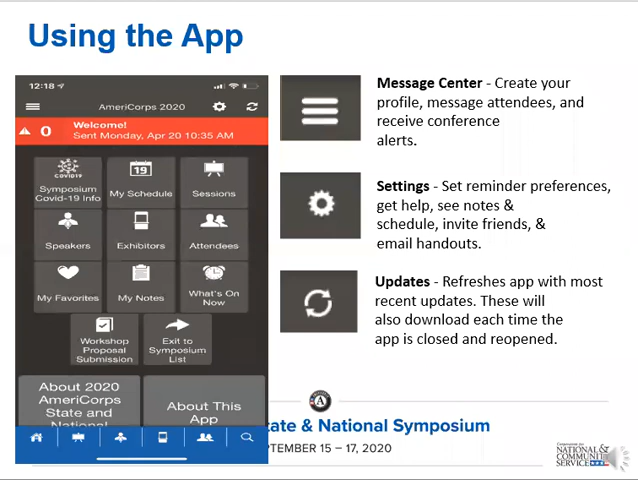 Using the App
12:18
AmeriCorps 2020
0
Welcome!
Sent Monday, Apr 20 10:35 AM
COVID19
Symposium
Covid-19 Info
19
My Schedule
Sessions
Speakers
Exhibitors
Attendees
My Favorites
My Notes
What's On
Now
Workshop
Proposal
Submission
Exit to
Symposium
List
About 2020
AmeriCorps
State and
National
About This
App
Message Center - Create your
profile, message attendees, and
receive conference
alerts.
Settings - Set reminder preferences,
get help, see notes &
schedule, invite friends, &
email handouts.
Updates - Refreshes app with most
recent updates. These will
also download each time the
app is closed and reopened.
A
tate & National Symposium
PTEMBER 15 – 17, 2020
NATIONAL &
COMMUNITY
SERVICE